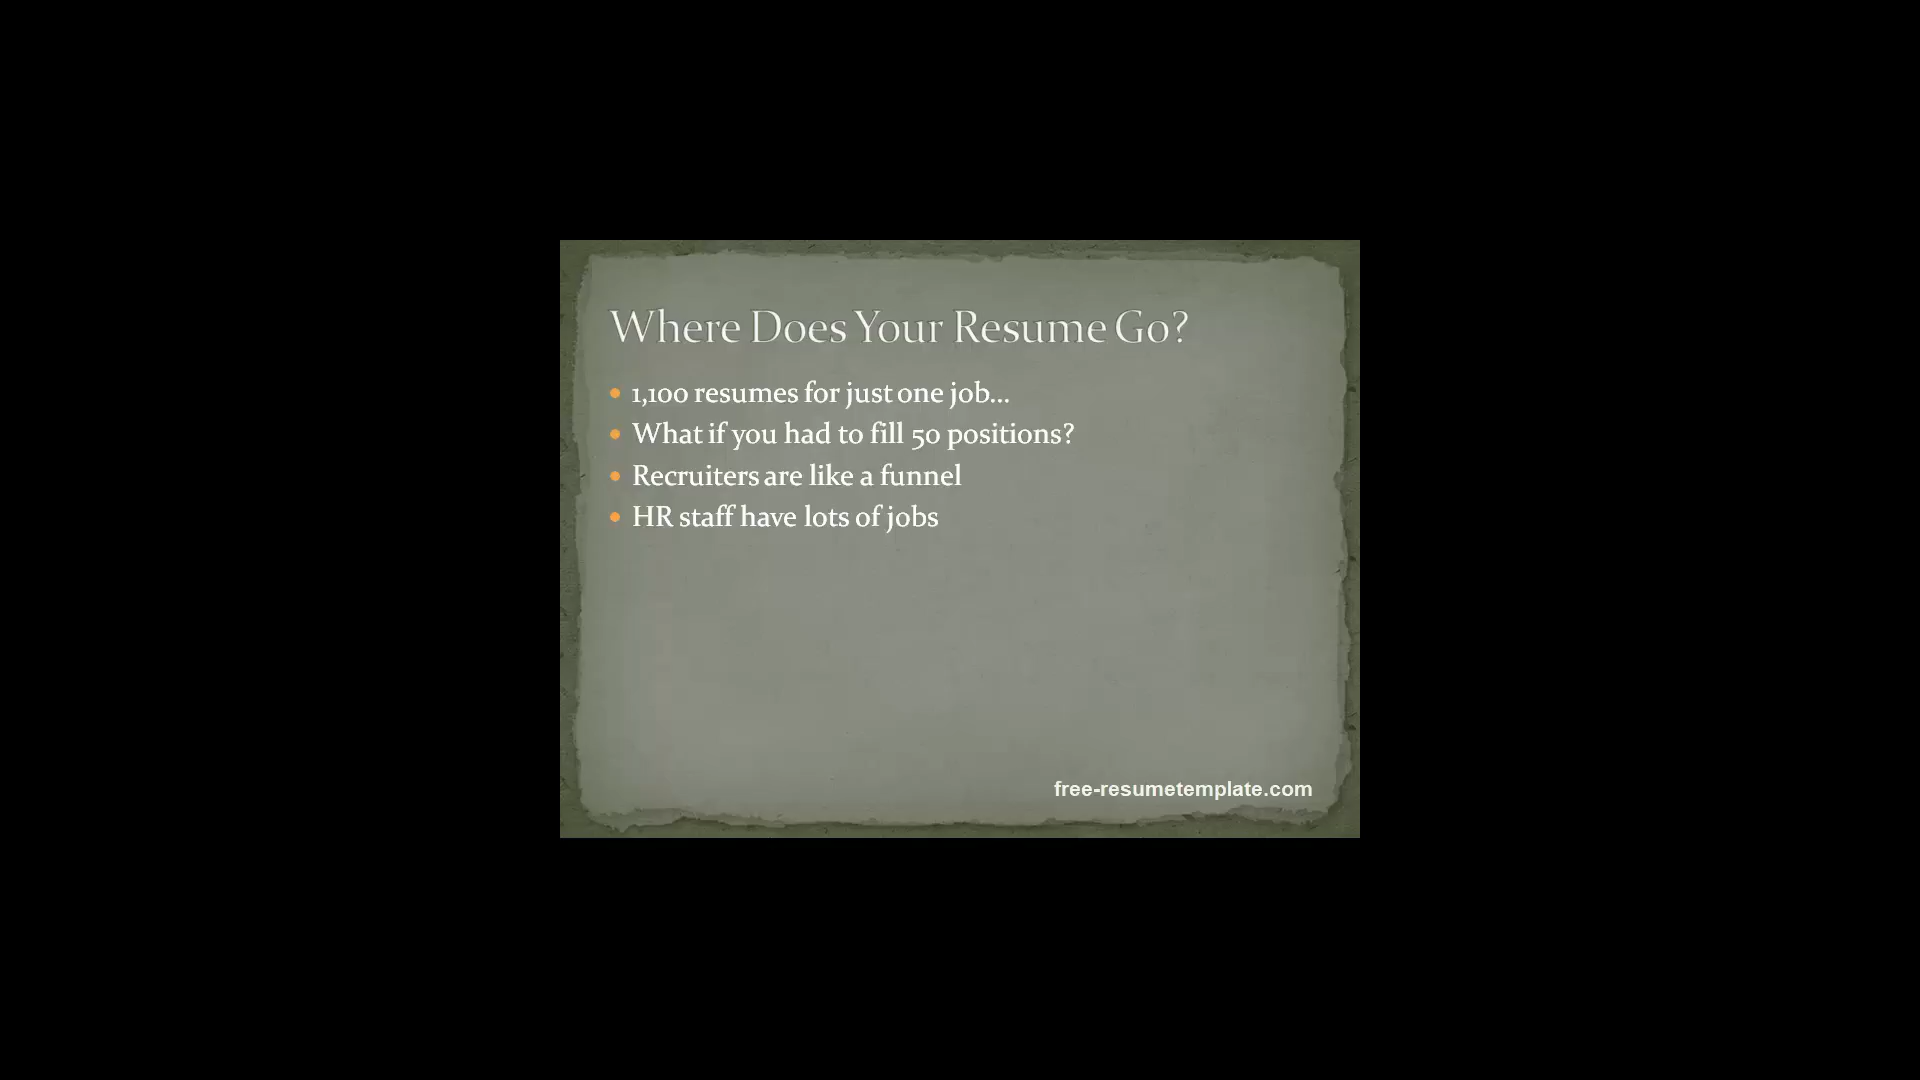 Where Does Your Resume Go?
1,100 resumes for just one job...
What if you had to fill 50 positions?
Recruiters are like a funnel
HR staff have lots of jobs
free-resumetemplate.com